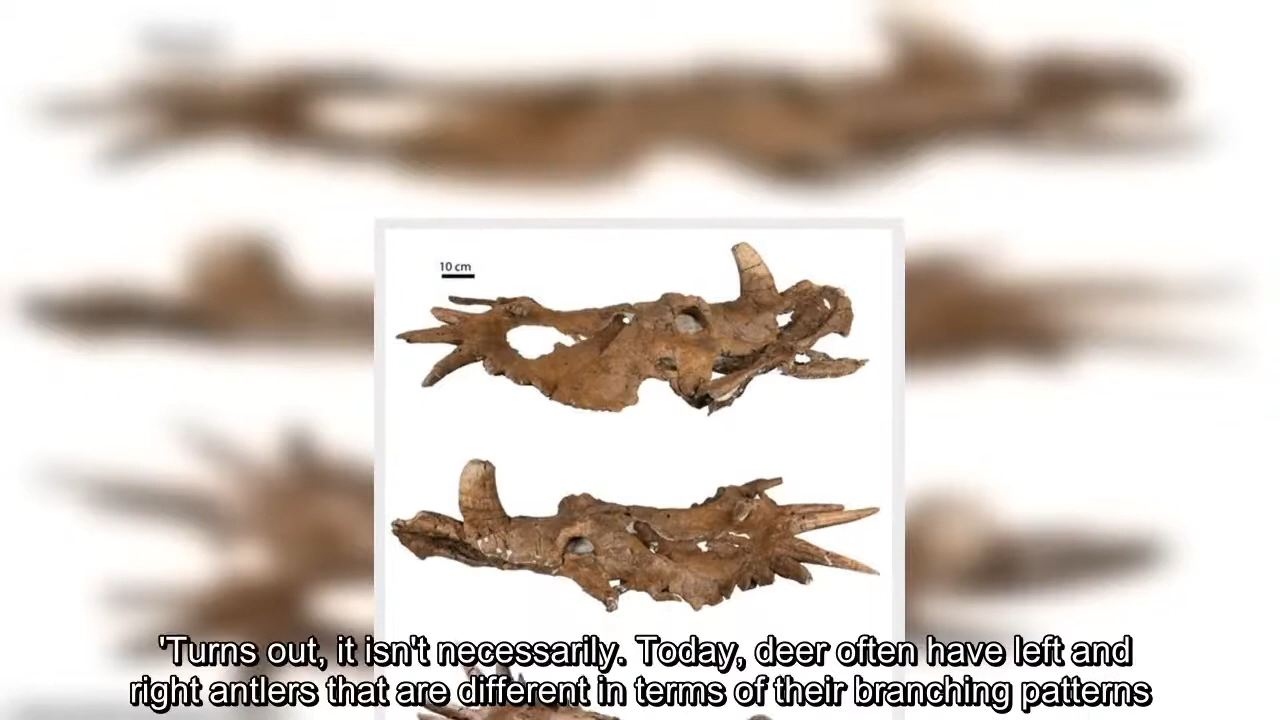 10 cm
'Turns out, it isn't necessarily. Today, deer often have left and
right antlers that are different in terms of their branching patterns